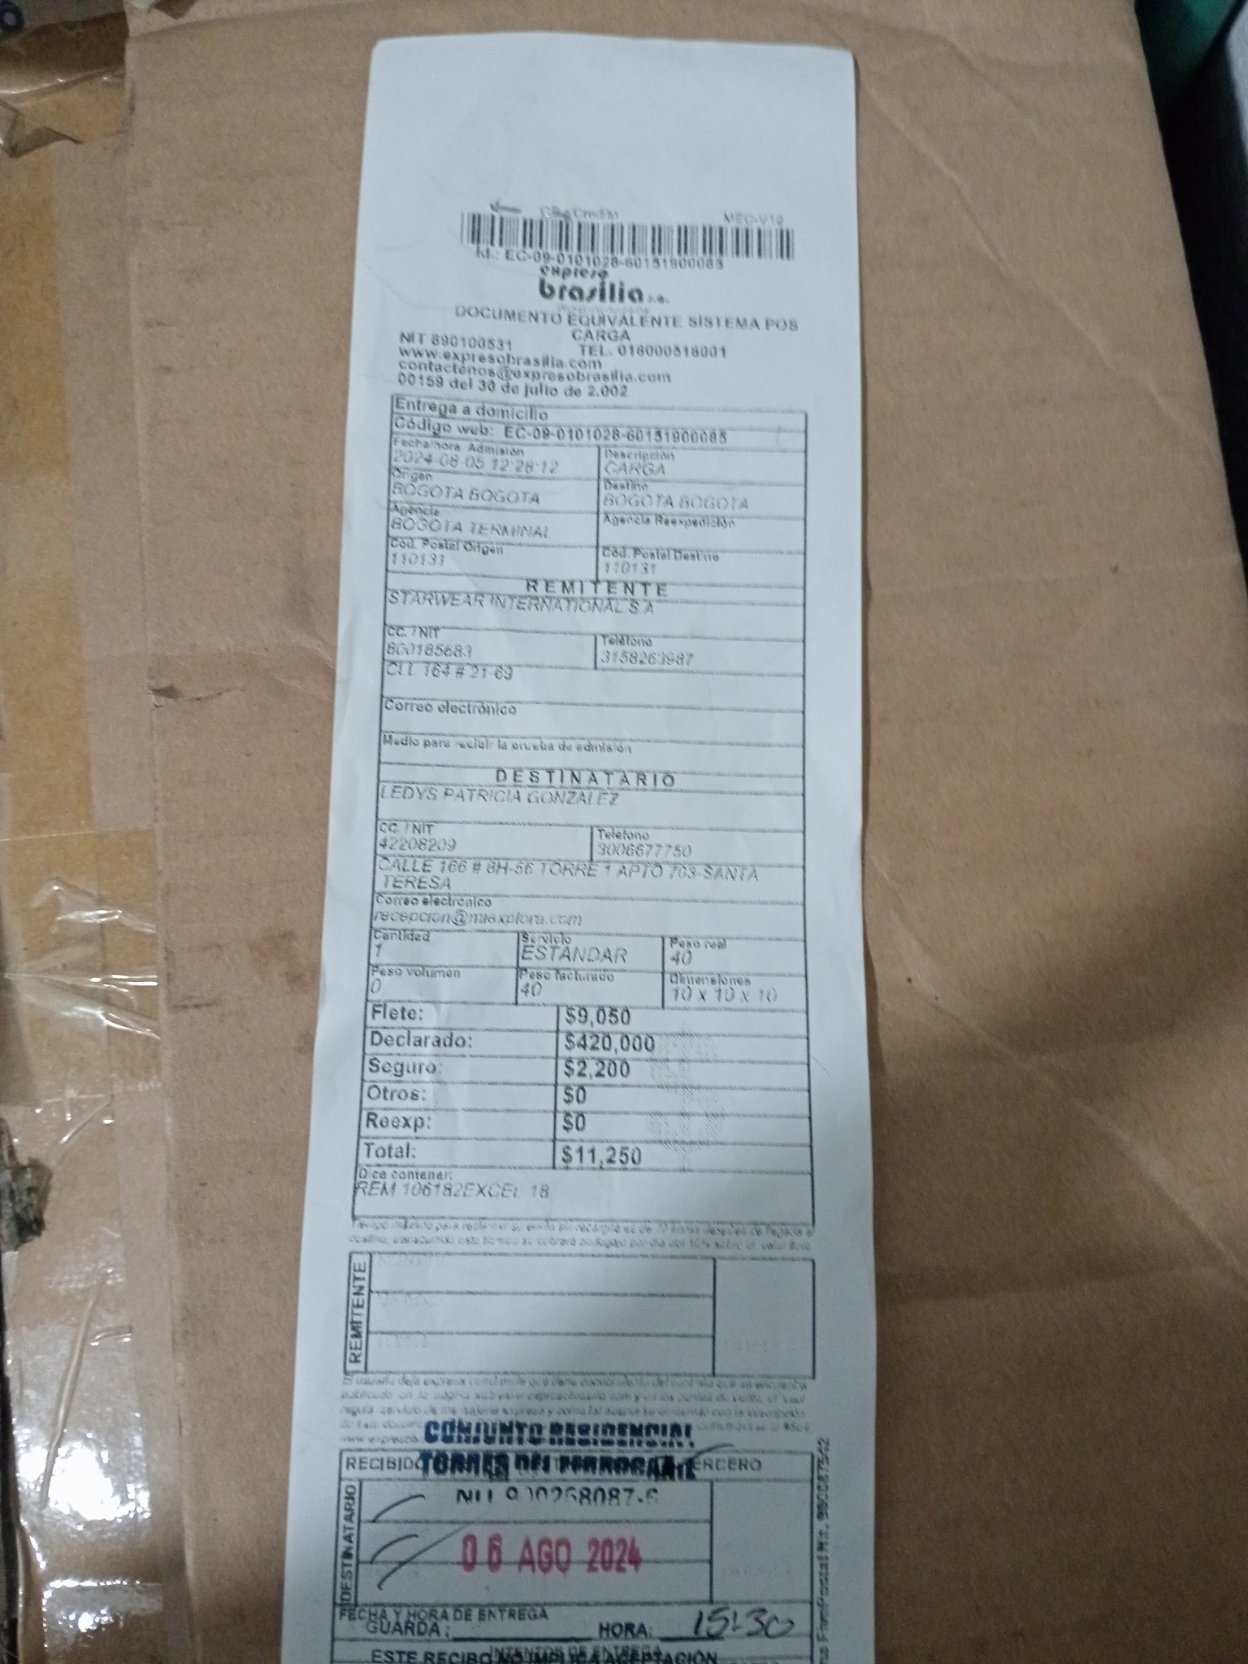 MEC-V10
Id.: EC-09-0101028-60151900085
expreso
brasilia s.a.
DOCUMENTO EQUIVALENTE SISTEMA POS
CARGA
NIT 890100531 TEL. 018000518001
www.expresobrasilia.com
contactenos@expresobrasilia.com
00159 del 30 de julio de 2.002
Entrega a domicilio
Código web: EC-09-0101028-60151900085
Fecha/hora Admisión Descripción
2024-08-05 12:28:12 CARGA
Origen Destino
BOGOTA BOGOTA BOGOTA BOGOTA
Agencia Agencia Reexpedición
BOGOTA TERMINAL
Cód. Postal Origen Cód. Postal Destino
110131 110131
REMITENTE
STARWEAR INTERNATIONAL S A
CC. / NIT Teléfono
800185683 3158263987
CLL 164 # 21-69
Correo electrónico
Medio para recibir la prueba de admisión
DESTINATARIO
LEDYS PATRICIA GONZALEZ
CC. / NIT Teléfono
42208209 3006677750
CALLE 166 # 8H-56 TORRE 1 APTO 703-SANTA
TERESA
Correo electrónico
recepcion@miexplora.com
Cantidad Servicio Peso real
1 ESTANDAR 40
Peso volumen Peso facturado Dimensiones
0 40 10 x 10 x 10
Flete: $9,050
Declarado: $420,000
Seguro: $2,200
Otros: $0
Reexp: $0
Total: $11,250
Dice contener:
REM 106182EXCEL 18
REMITENTE
CONJUNTO RESIDENCIAL
RECIBIDO TERCERO
TORRES DEL FERROCARRIL
DESTINATARIO
06 AGO 2024
FECHA Y HORA DE ENTREGA
GUARDA: HORA: 15:30
INTENTOS DE ENTREGA
ESTE RECIBO NO IMPLICA ACEPTACIÓN